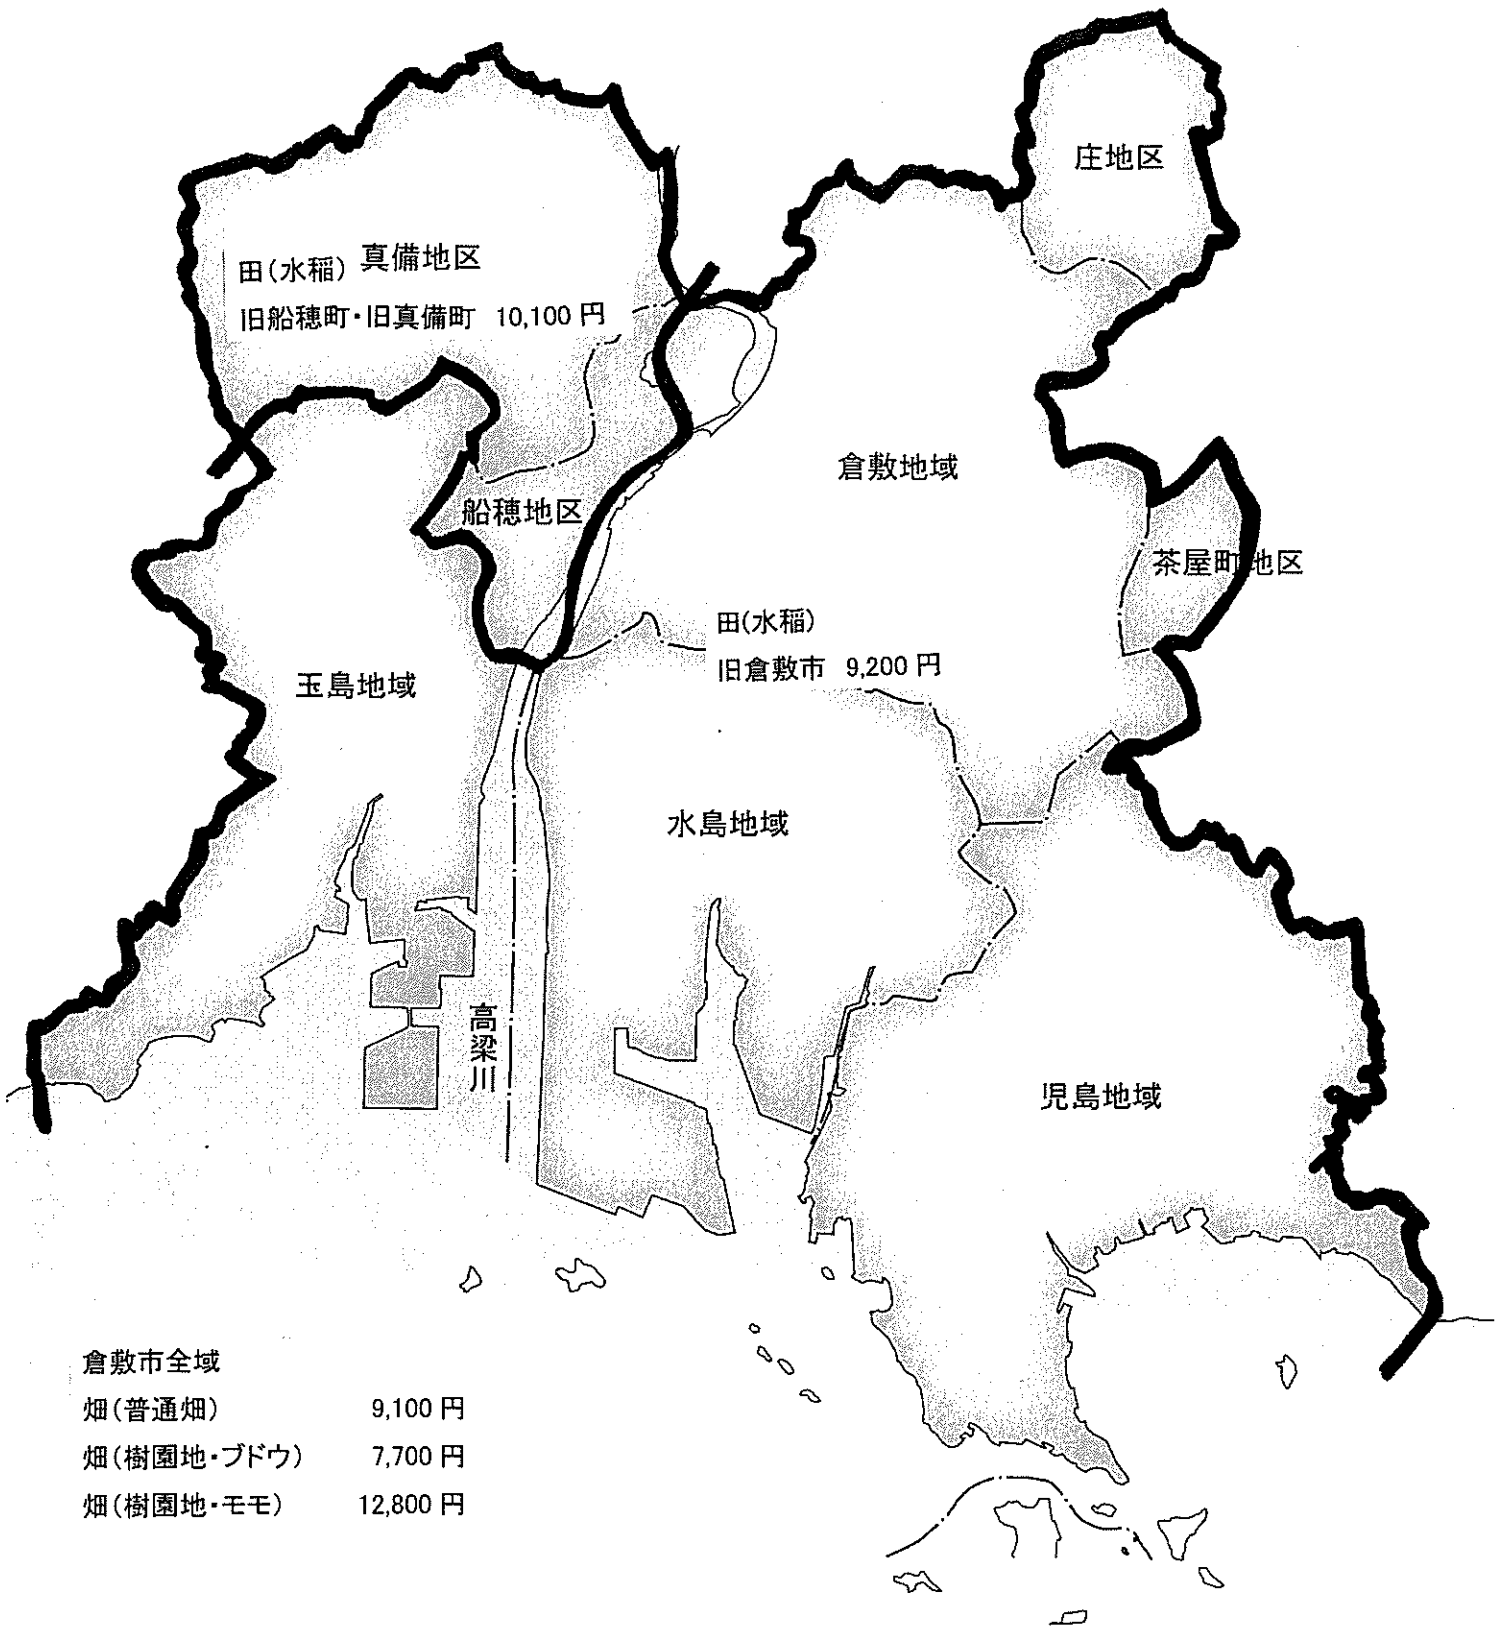 庄地区
田(水稲) 真備地区
旧船穂町・旧真備町 10,100 円
倉敷地域
船穂地区
茶屋町地区
田(水稲)
旧倉敷市 9,200 円
玉島地域
水島地域
高梁川
児島地域
倉敷市全域
畑(普通畑) 9,100 円
畑(樹園地・ブドウ) 7,700 円
畑(樹園地・モモ) 12,800 円